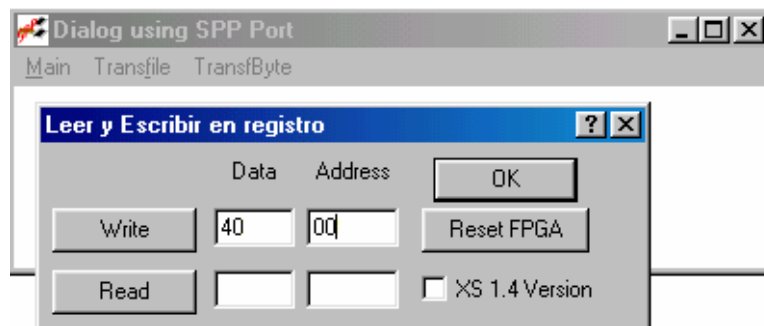 Dialog using SPP Port
Main Transfile TransfByte
Leer y Escribir en registro
Data Address OK
Write 40 00 Reset FPGA
Read XS 1.4 Version